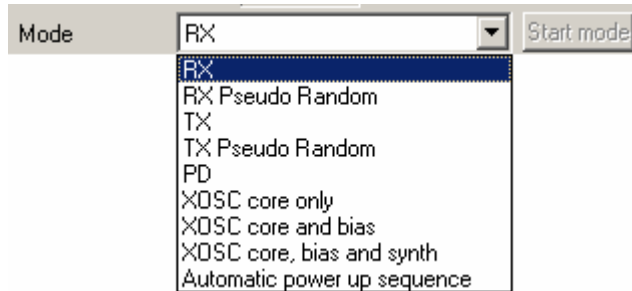 Mode RX Start mode
RX
RX Pseudo Random
TX
TX Pseudo Random
PD
XOSC core only
XOSC core and bias
XOSC core, bias and synth
Automatic power up sequence